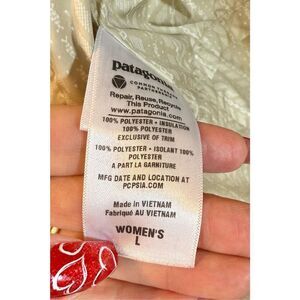 patagonia
COMMON THREADS
PARTNERSHIP
Repair, Reuse, Recycle
This Product
www.patagonia.com
100% POLYESTER • INSULATION
100% POLYESTER
EXCLUSIVE OF TRIM
100% POLYESTER • ISOLANT 100%
POLYESTER
A PART LA GARNITURE
MFG DATE AND LOCATION AT
PCPSIA.COM
Made in VIETNAM
Fabriqué AU VIETNAM
WOMEN'S
L